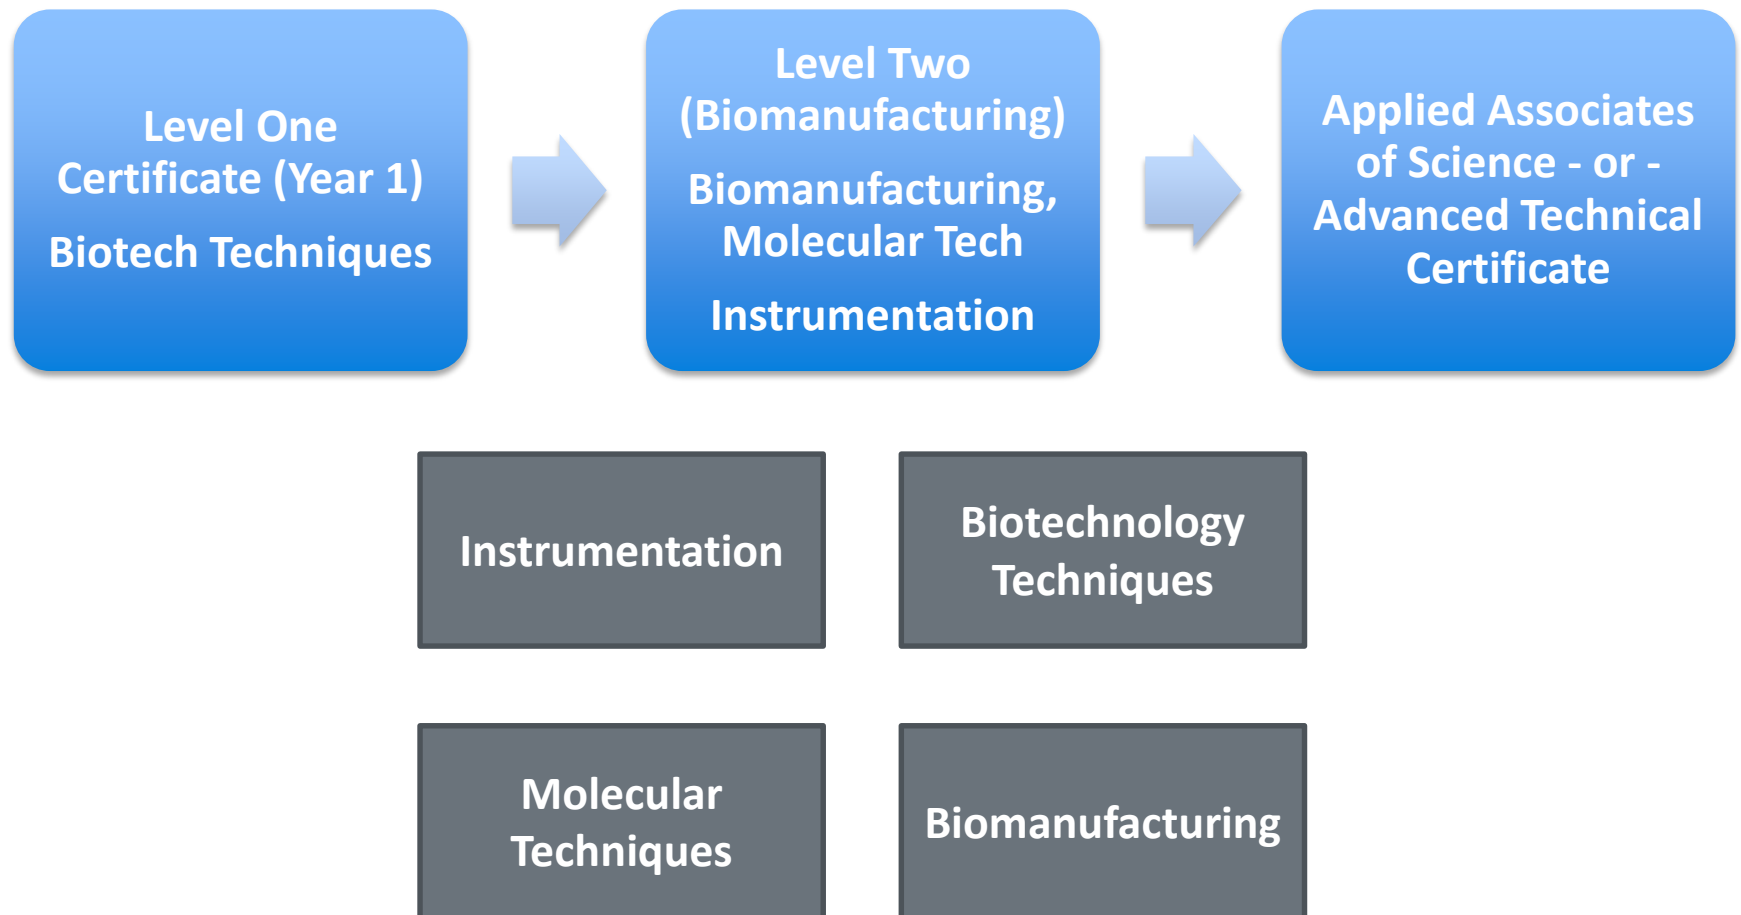 Level One
Certificate (Year 1)
Biotech Techniques
Level Two
(Biomanufacturing)
Biomanufacturing,
Molecular Tech
Instrumentation
Applied Associates
of Science - or -
Advanced Technical
Certificate
Instrumentation
Biotechnology
Techniques
Molecular
Techniques
Biomanufacturing